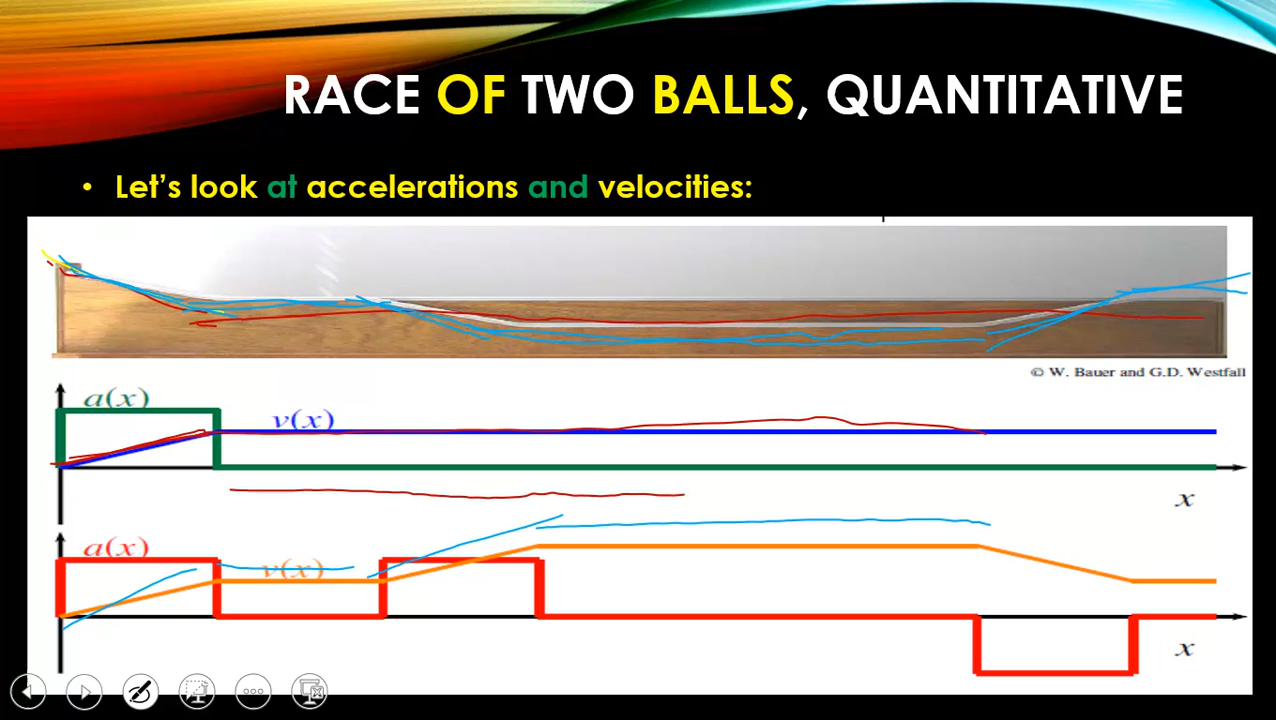 RACE OF TWO BALLS, QUANTITATIVE
• Let's look at accelerations and velocities:
© W. Bauer and G.D. Westfall
a(x)
v(x)
x
a(x)
v(x)
x